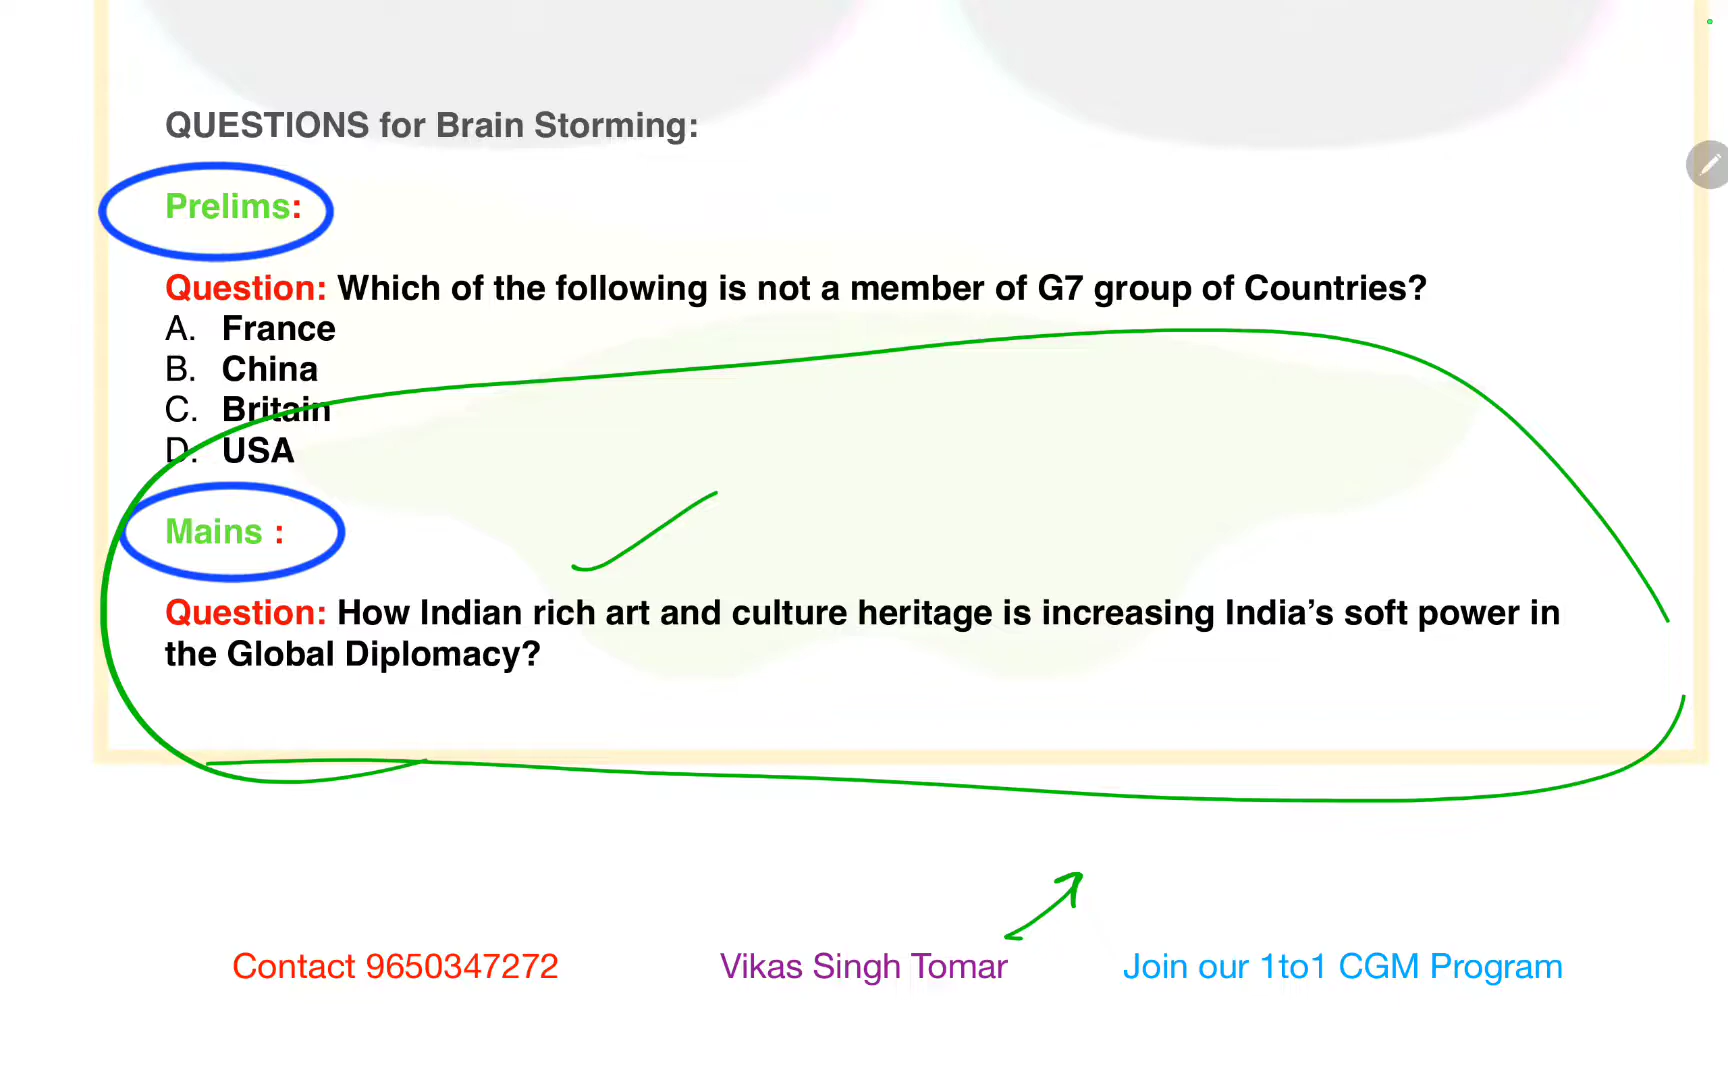 QUESTIONS for Brain Storming:
Prelims:
Question: Which of the following is not a member of G7 group of Countries?
A. France
B. China
C. Britain
D. USA
Mains :
Question: How Indian rich art and culture heritage is increasing India’s soft power in
the Global Diplomacy?
Contact 9650347272 Vikas Singh Tomar Join our 1to1 CGM Program